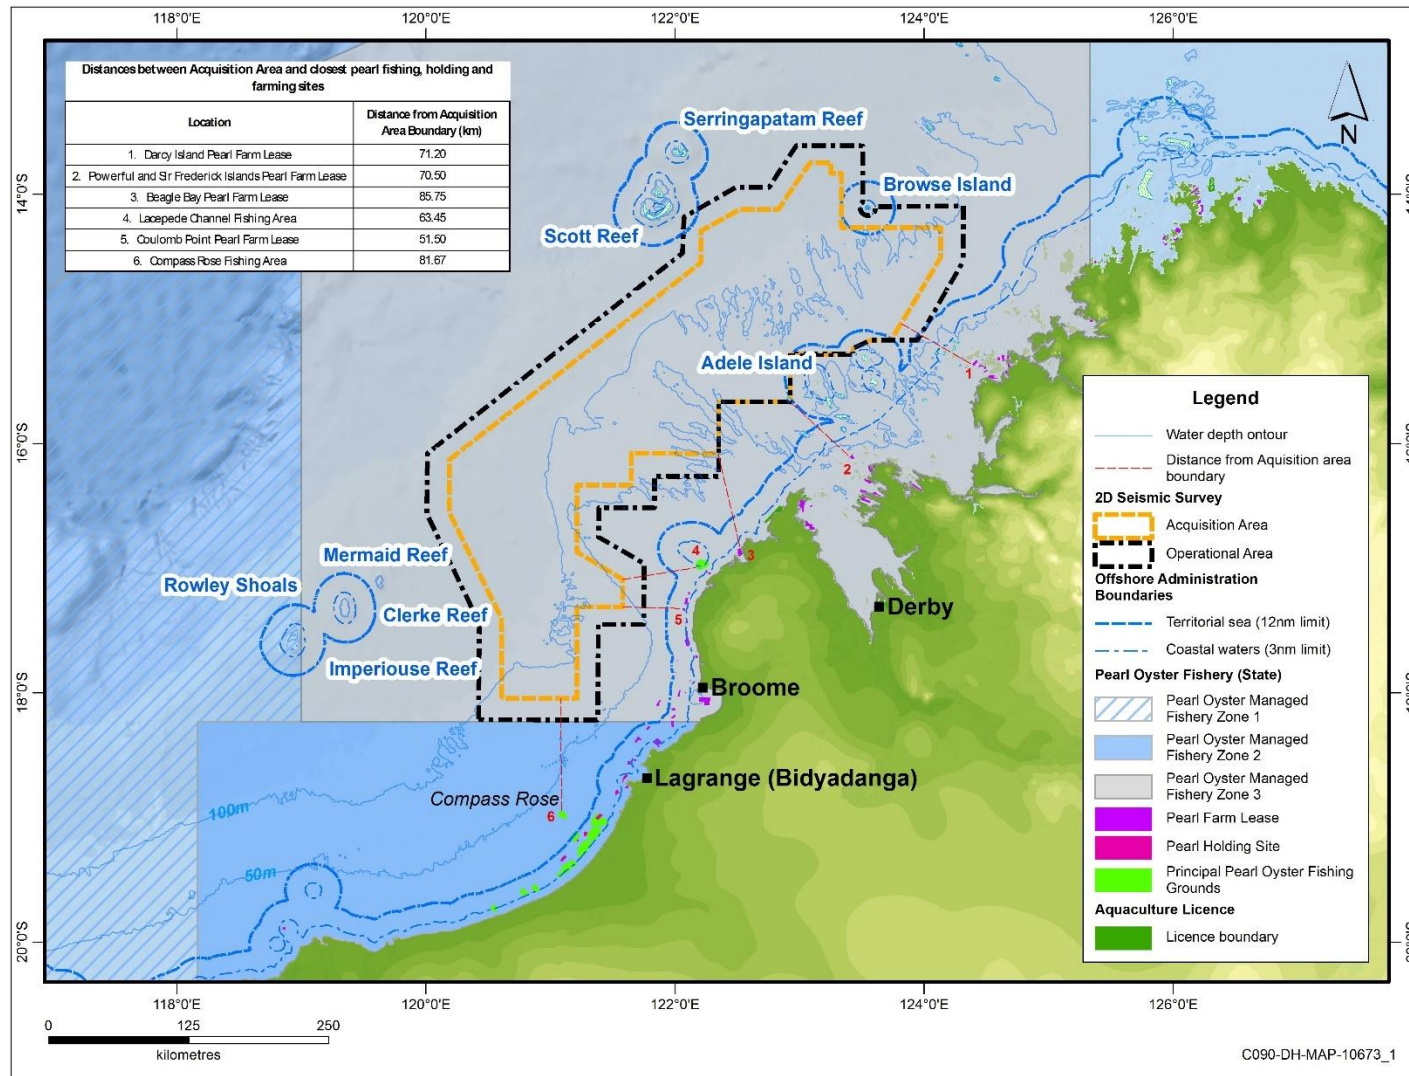 118°0'E
120°0'E
122°0'E
124°0'E
126°0'E
Distances between Acquisition Area and closest pearl fishing, holding and
farming sites
Location
Distance from Acquisition
Area Boundary (km)
1. Darcy Island Pearl Farm Lease 71.20
2. Powerful and Sir Frederick Islands Pearl Farm Lease 70.50
3. Beagle Bay Pearl Farm Lease 85.75
4. Lacepede Channel Fishing Area 63.45
5. Coulomb Point Pearl Farm Lease 51.50
6. Compass Rose Fishing Area 81.67
N
14°0'S
14°0'S
Serringapatam Reef
Browse Island
Scott Reef
Adele Island
1
16°0'S
2
3
4
5
Mermaid Reef
Rowley Shoals
Clerke Reef
Imperiouse Reef
Derby
Broome
18°0'S
Lagrange (Bidyadanga)
Compass Rose
6
100m
50m
20°0'S
Legend
Water depth ontour
Distance from Aquisition area
boundary
2D Seismic Survey
Acquisition Area
Operational Area
Offshore Administration
Boundaries
Territorial sea (12nm limit)
Coastal waters (3nm limit)
Pearl Oyster Fishery (State)
Pearl Oyster Managed
Fishery Zone 1
Pearl Oyster Managed
Fishery Zone 2
Pearl Oyster Managed
Fishery Zone 3
Pearl Farm Lease
Pearl Holding Site
Principal Pearl Oyster Fishing
Grounds
Aquaculture Licence
Licence boundary
118°0'E
120°0'E
122°0'E
124°0'E
126°0'E
0 125 250
kilometres
C090-DH-MAP-10673_1